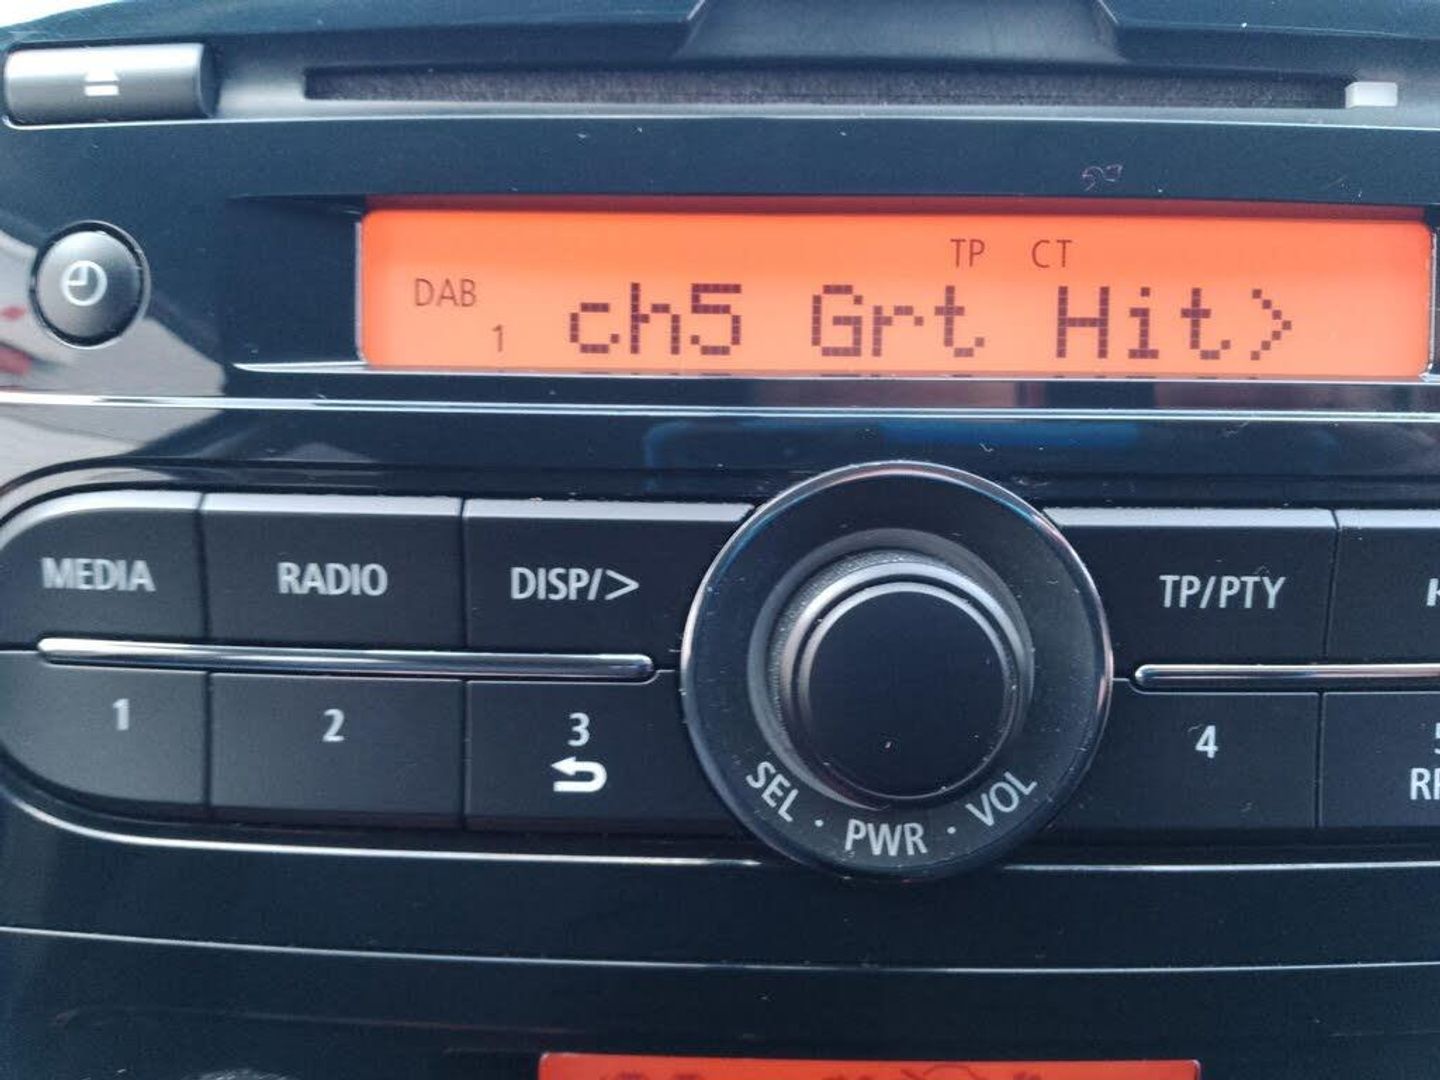 TP CT
DAB
1
ch5 Grt Hit>
MEDIA RADIO DISP/> TP/PTY
1 2 3 4
SEL · PWR · VOL